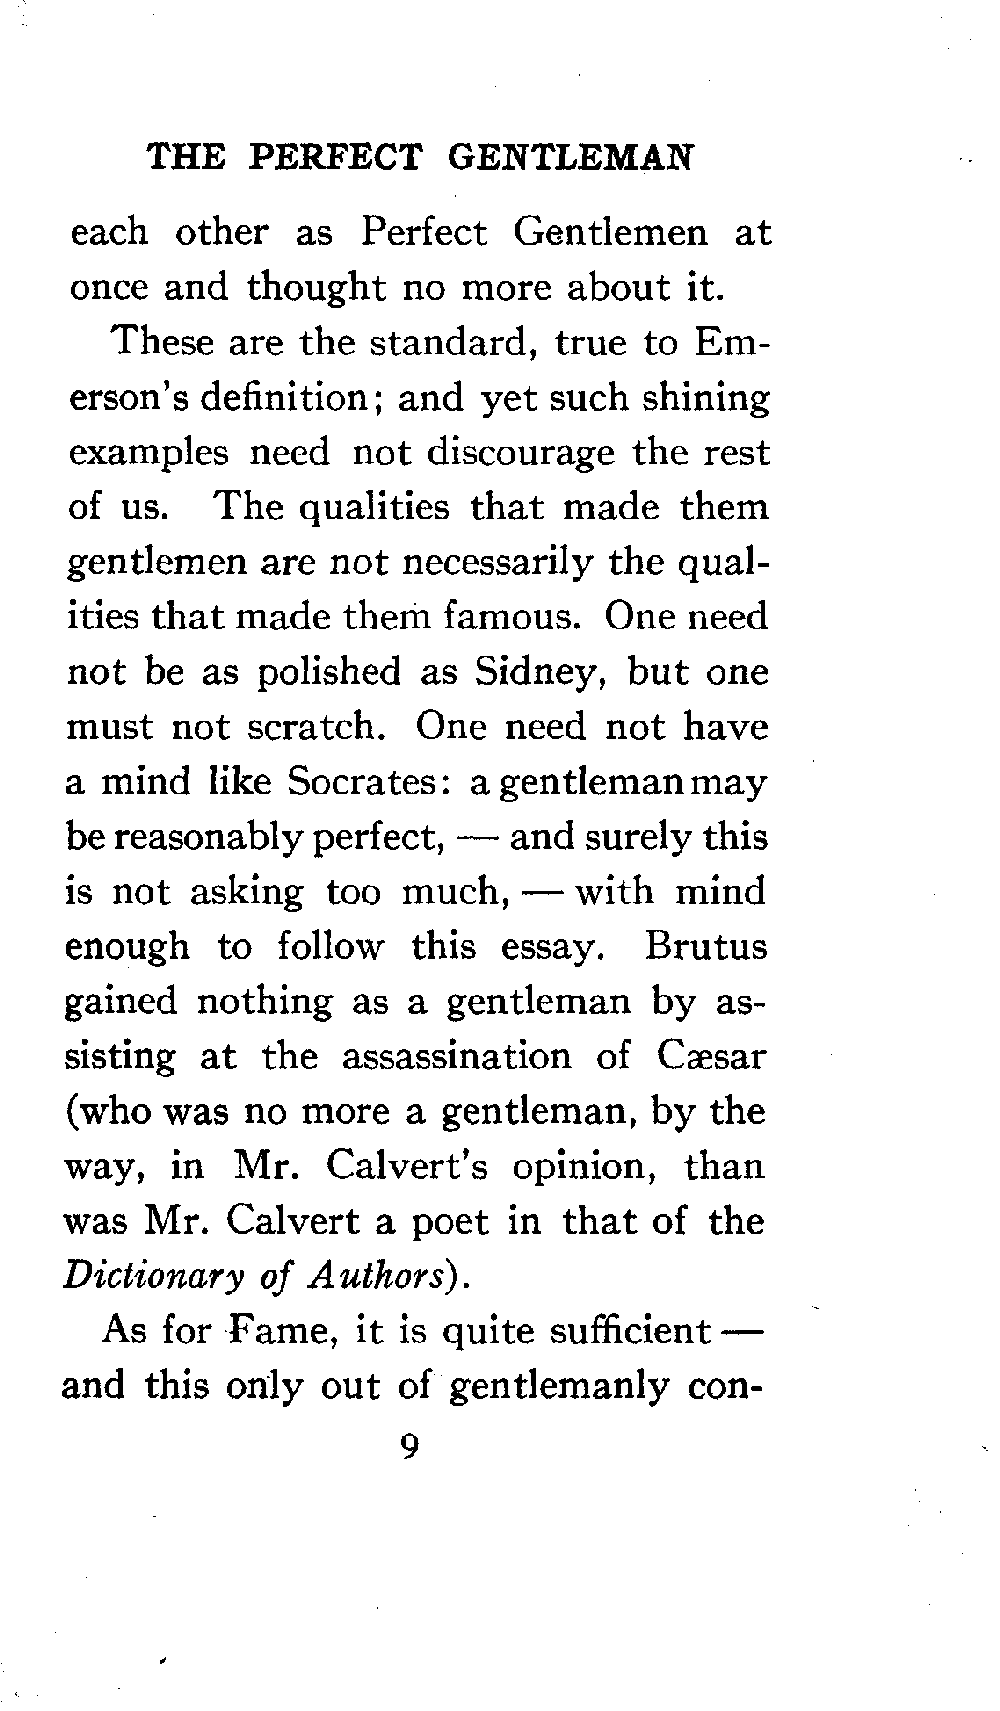 THE PERFECT GENTLEMAN
each other as Perfect Gentlemen at
once and thought no more about it.
These are the standard, true to Em-
erson's definition; and yet such shining
examples need not discourage the rest
of us. The qualities that made them
gentlemen are not necessarily the qual-
ities that made them famous. One need
not be as polished as Sidney, but one
must not scratch. One need not have
a mind like Socrates: a gentleman may
be reasonably perfect, — and surely this
is not asking too much, — with mind
enough to follow this essay. Brutus
gained nothing as a gentleman by as-
sisting at the assassination of Cæsar
(who was no more a gentleman, by the
way, in Mr. Calvert's opinion, than
was Mr. Calvert a poet in that of the
Dictionary of Authors).
As for Fame, it is quite sufficient —
and this only out of gentlemanly con-
9